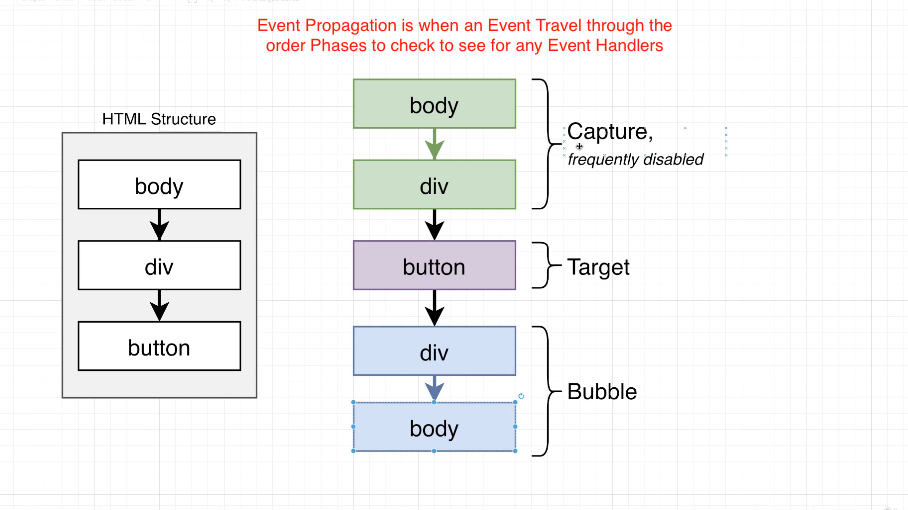 Event Propagation is when an Event Travel through the
order Phases to check to see for any Event Handlers
HTML Structure
body
div
button
body
div
button
div
body
Capture,
frequently disabled
Target
Bubble